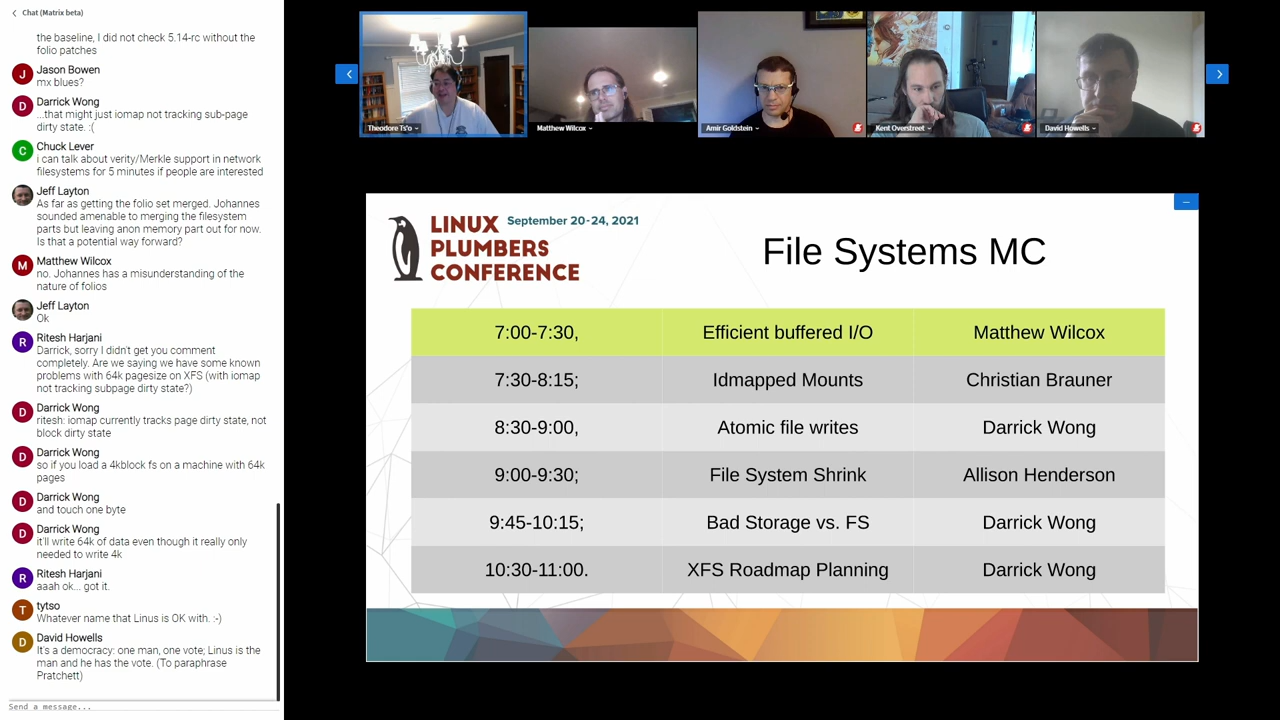 Chat (Matrix beta)
the baseline, I did not check 5.14-rc without the
folio patches
J
Jason Bowen
mx blues?
D
Darrick Wong
...that might just iomap not tracking sub-page
dirty state. :(
C
Chuck Lever
i can talk about verity/Merkle support in network
filesystems for 5 minutes if people are interested
Jeff Layton
As far as getting the folio set merged. Johannes
sounded amenable to merging the filesystem
parts but leaving anon memory part out for now.
Is that a potential way forward?
M
Matthew Wilcox
no. Johannes has a misunderstanding of the
nature of folios
Jeff Layton
Ok
R
Ritesh Harjani
Darrick, sorry I didn't get you comment
completely. Are we saying we have some known
problems with 64k pagesize on XFS (with iomap
not tracking subpage dirty state?)
D
Darrick Wong
ritesh: iomap currently tracks page dirty state, not
block dirty state
D
Darrick Wong
so if you load a 4kblock fs on a machine with 64k
pages
D
Darrick Wong
and touch one byte
D
Darrick Wong
it'll write 64k of data even though it really only
needed to write 4k
R
Ritesh Harjani
aaah ok... got it.
T
tytso
Whatever name that Linus is OK with. :-)
D
David Howells
It's a democracy: one man, one vote; Linus is the
man and he has the vote. (To paraphrase
Pratchett)
Send a message...
Theodore Ts'o
Matthew Wilcox
Amir Goldstein
Kent Overstreet
David Howells
LINUX September 20-24, 2021
PLUMBERS
CONFERENCE
File Systems MC
7:00-7:30, Efficient buffered I/O Matthew Wilcox
7:30-8:15; Idmapped Mounts Christian Brauner
8:30-9:00, Atomic file writes Darrick Wong
9:00-9:30; File System Shrink Allison Henderson
9:45-10:15; Bad Storage vs. FS Darrick Wong
10:30-11:00. XFS Roadmap Planning Darrick Wong